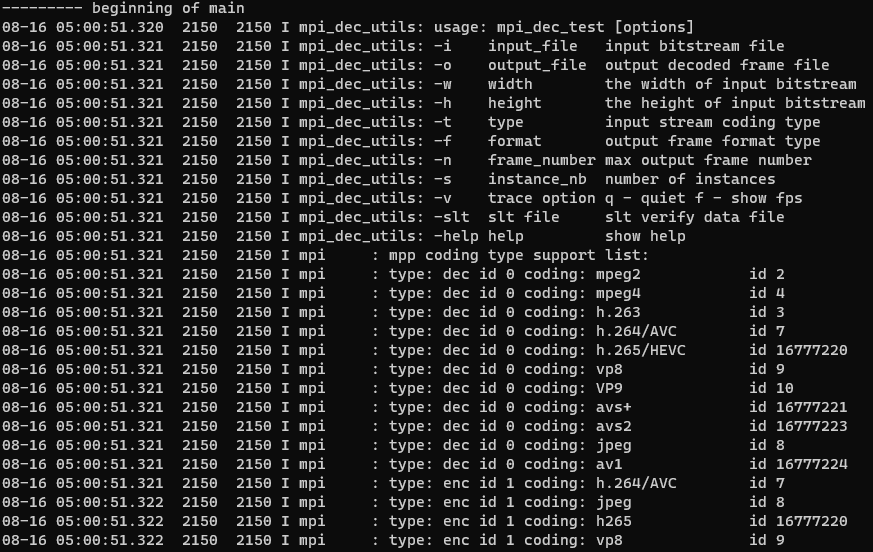 --------- beginning of main
08-16 05:00:51.320  2150  2150 I mpi_dec_utils: usage: mpi_dec_test [options]
08-16 05:00:51.321  2150  2150 I mpi_dec_utils: -i    input_file   input bitstream file
08-16 05:00:51.321  2150  2150 I mpi_dec_utils: -o    output_file  output decoded frame file
08-16 05:00:51.321  2150  2150 I mpi_dec_utils: -w    width        the width of input bitstream
08-16 05:00:51.321  2150  2150 I mpi_dec_utils: -h    height       the height of input bitstream
08-16 05:00:51.321  2150  2150 I mpi_dec_utils: -t    type         input stream coding type
08-16 05:00:51.321  2150  2150 I mpi_dec_utils: -f    format       output frame format type
08-16 05:00:51.321  2150  2150 I mpi_dec_utils: -n    frame_number max output frame number
08-16 05:00:51.321  2150  2150 I mpi_dec_utils: -s    instance_nb  number of instances
08-16 05:00:51.321  2150  2150 I mpi_dec_utils: -v    trace option q - quiet f - show fps
08-16 05:00:51.321  2150  2150 I mpi_dec_utils: -slt  slt file     slt verify data file
08-16 05:00:51.321  2150  2150 I mpi_dec_utils: -help help         show help
08-16 05:00:51.321  2150  2150 I mpi     : mpp coding type support list:
08-16 05:00:51.321  2150  2150 I mpi     : type: dec id 0 coding: mpeg2            id 2
08-16 05:00:51.321  2150  2150 I mpi     : type: dec id 0 coding: mpeg4            id 4
08-16 05:00:51.321  2150  2150 I mpi     : type: dec id 0 coding: h.263            id 3
08-16 05:00:51.321  2150  2150 I mpi     : type: dec id 0 coding: h.264/AVC        id 7
08-16 05:00:51.321  2150  2150 I mpi     : type: dec id 0 coding: h.265/HEVC       id 16777220
08-16 05:00:51.321  2150  2150 I mpi     : type: dec id 0 coding: vp8              id 9
08-16 05:00:51.321  2150  2150 I mpi     : type: dec id 0 coding: VP9              id 10
08-16 05:00:51.321  2150  2150 I mpi     : type: dec id 0 coding: avs+             id 16777221
08-16 05:00:51.321  2150  2150 I mpi     : type: dec id 0 coding: avs2             id 16777223
08-16 05:00:51.321  2150  2150 I mpi     : type: dec id 0 coding: jpeg             id 8
08-16 05:00:51.321  2150  2150 I mpi     : type: dec id 0 coding: av1              id 16777224
08-16 05:00:51.321  2150  2150 I mpi     : type: enc id 1 coding: h.264/AVC        id 7
08-16 05:00:51.322  2150  2150 I mpi     : type: enc id 1 coding: jpeg             id 8
08-16 05:00:51.322  2150  2150 I mpi     : type: enc id 1 coding: h265             id 16777220
08-16 05:00:51.322  2150  2150 I mpi     : type: enc id 1 coding: vp8              id 9